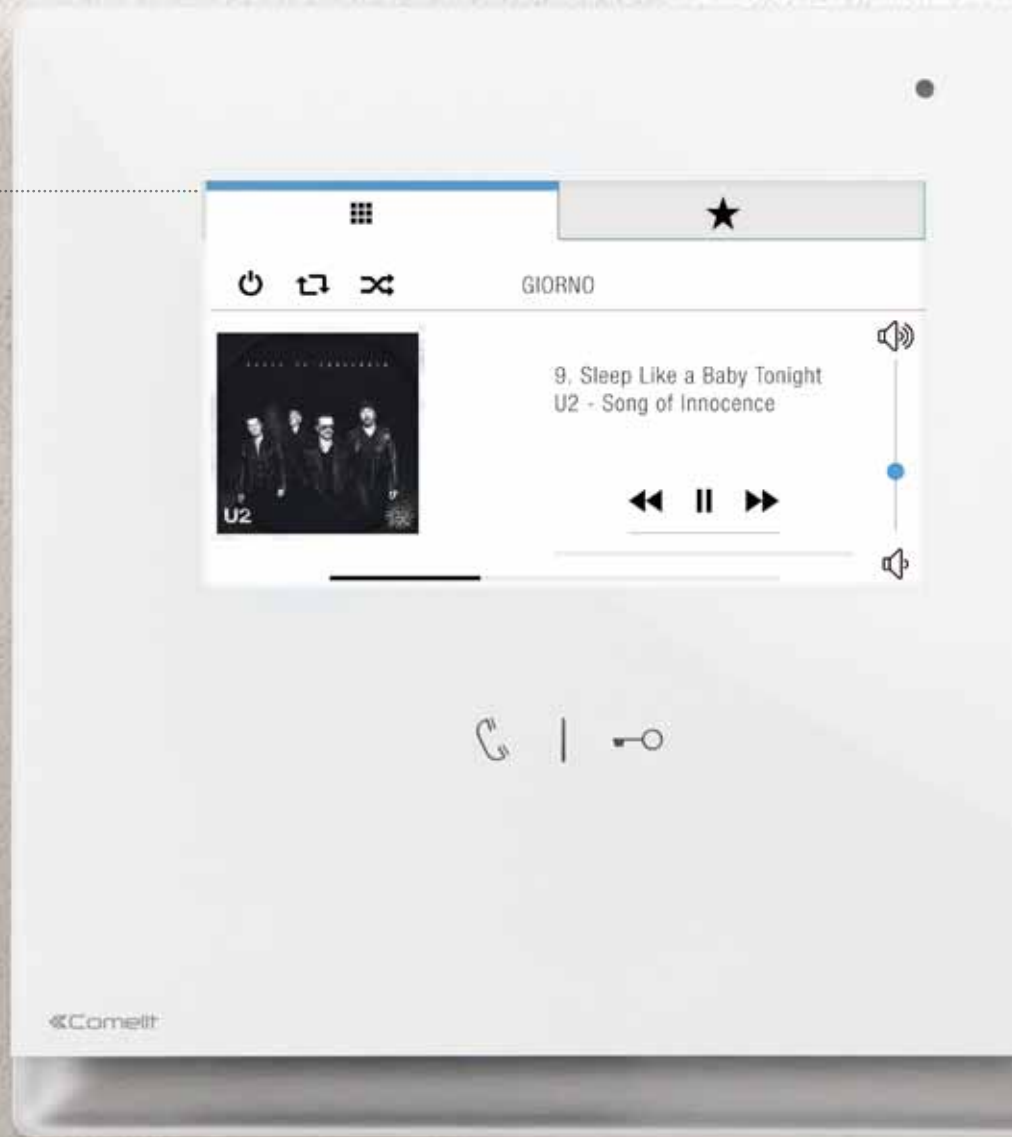 GIORNO
9. Sleep Like a Baby Tonight
U2 - Song of Innocence
U2
Comelit